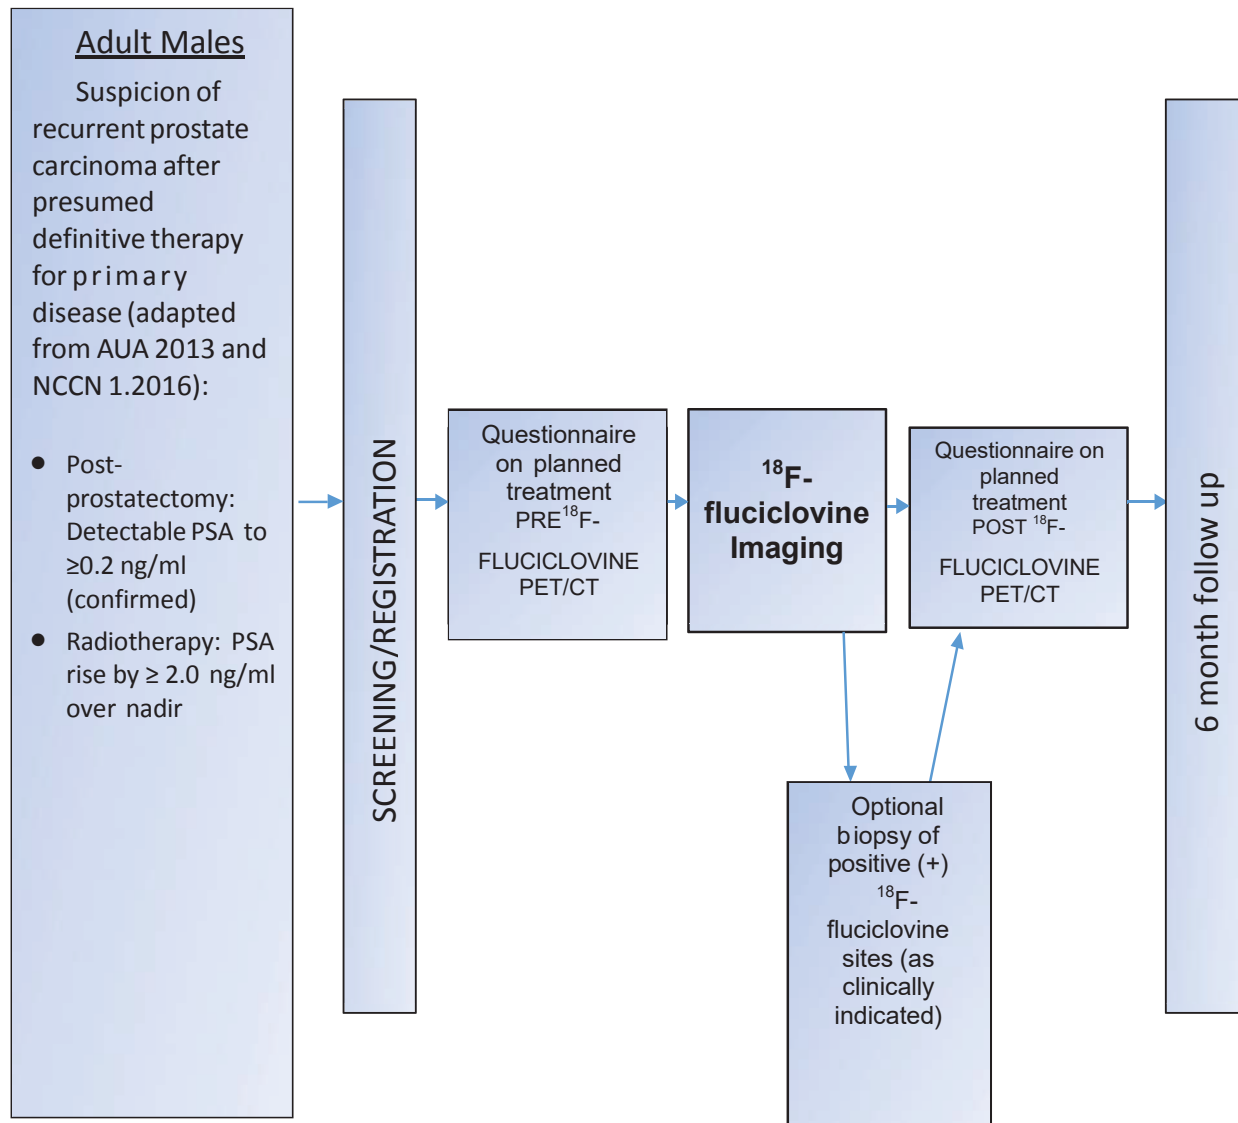 Adult Males
Suspicion of
recurrent prostate
carcinoma after
presumed
definitive therapy
for primary
disease (adapted
from AUA 2013 and
NCCN 1.2016):
● Post-
prostatectomy:
Detectable PSA to
≥0.2 ng/ml
(confirmed)
● Radiotherapy: PSA
rise by ≥ 2.0 ng/ml
over nadir
SCREENING/REGISTRATION
Questionnaire
on planned
treatment
PRE ¹⁸F-
FLUCICLOVINE
PET/CT
¹⁸F-
fluciclovine
Imaging
Questionnaire on
planned
treatment
POST ¹⁸F-
FLUCICLOVINE
PET/CT
Optional
biopsy of
positive (+)
¹⁸F-
fluciclovine
sites (as
clinically
indicated)
6 month follow up